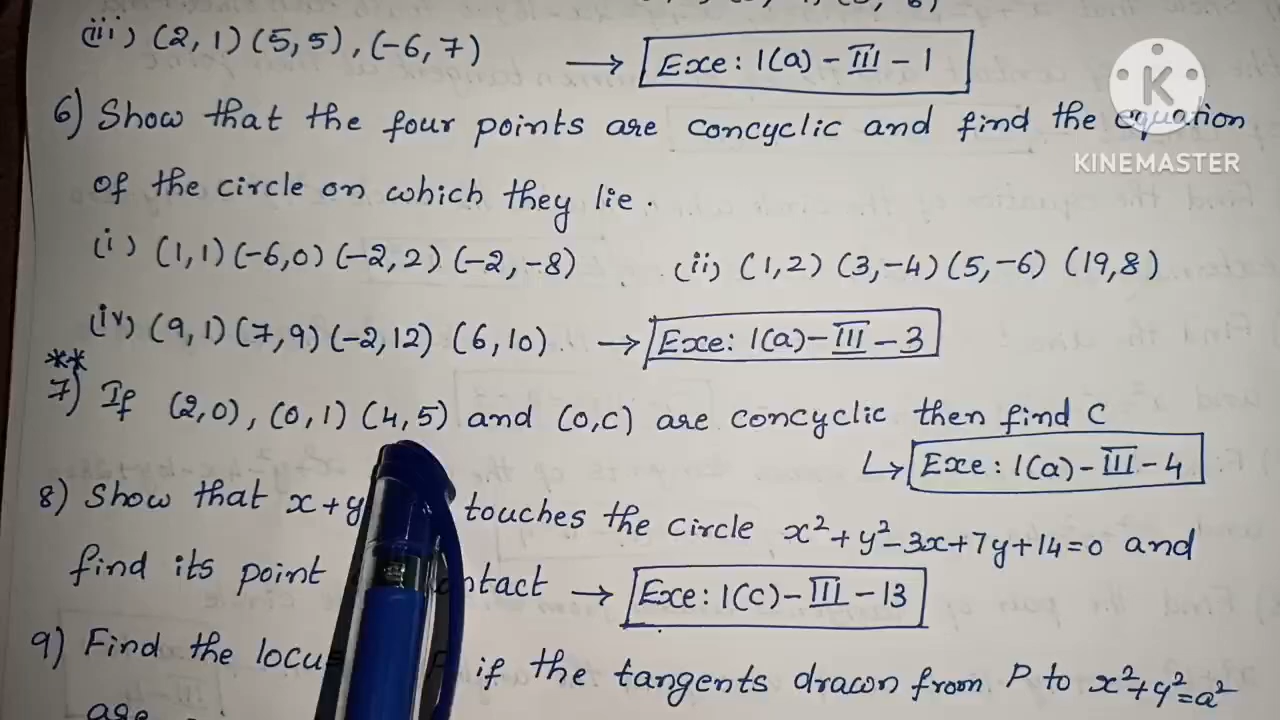 (iii) (2, 1) (5, 5), (-6, 7) → Exe: 1(a) - III - 1
K
KINEMASTER
6) Show that the four points are concyclic and find the equation
of the circle on which they lie.
(i) (1, 1) (-6, 0) (-2, 2) (-2, -8) (ii) (1, 2) (3, -4) (5, -6) (19, 8)
(iv) (9, 1) (7, 9) (-2, 12) (6, 10) → Exe: 1(a) - III - 3
**
7) If (2, 0), (0, 1) (4, 5) and (0, c) are concyclic then find c
↳ Exe: 1(a) - III - 4
8) Show that x + y touches the circle x² + y² - 3x + 7y + 14 = 0 and
find its point → Exe: 1(c) - III - 13
9) Find the if the tangents drawn from P to x² + y² = a²
are